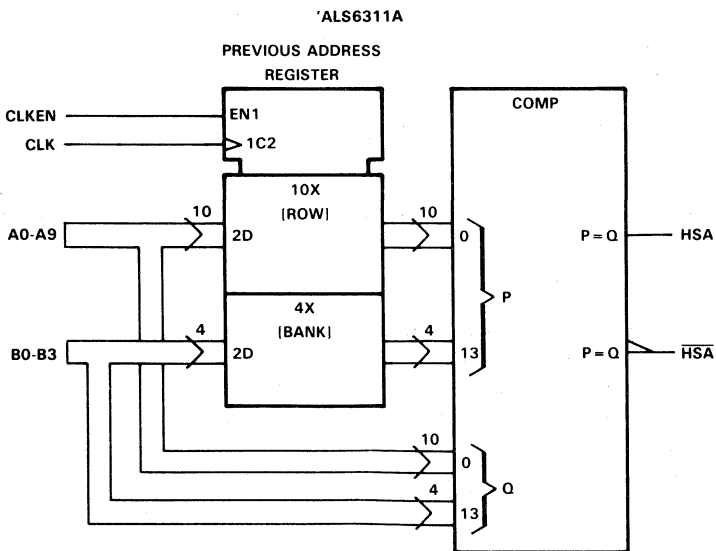 'ALS6311A
PREVIOUS ADDRESS
REGISTER
COMP
CLKEN
EN1
CLK
1C2
10X
[ROW]
A0-A9
10
2D
10
0
P = Q
HSA
P
4X
[BANK]
B0-B3
4
2D
4
13
P = Q
HSA
10
0
Q
4
13